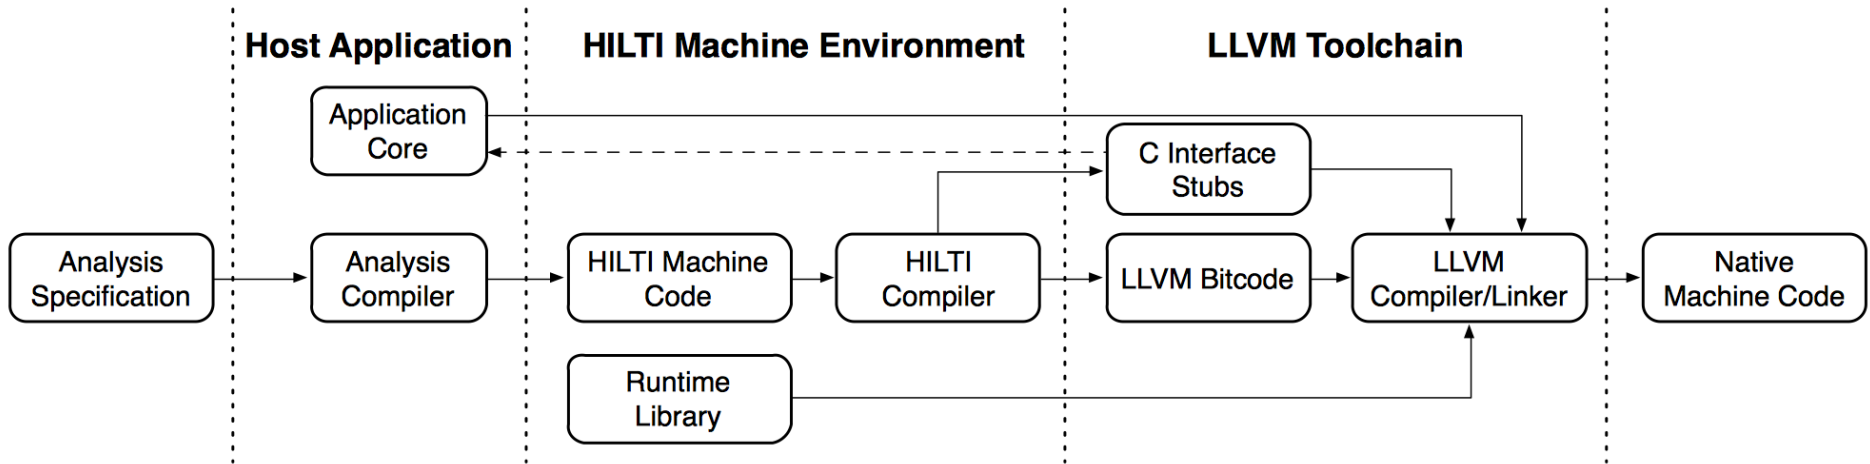 Host Application
HILTI Machine Environment
LLVM Toolchain
Application
Core
C Interface
Stubs
Analysis
Specification
Analysis
Compiler
HILTI Machine
Code
HILTI
Compiler
LLVM Bitcode
LLVM
Compiler/Linker
Native
Machine Code
Runtime
Library